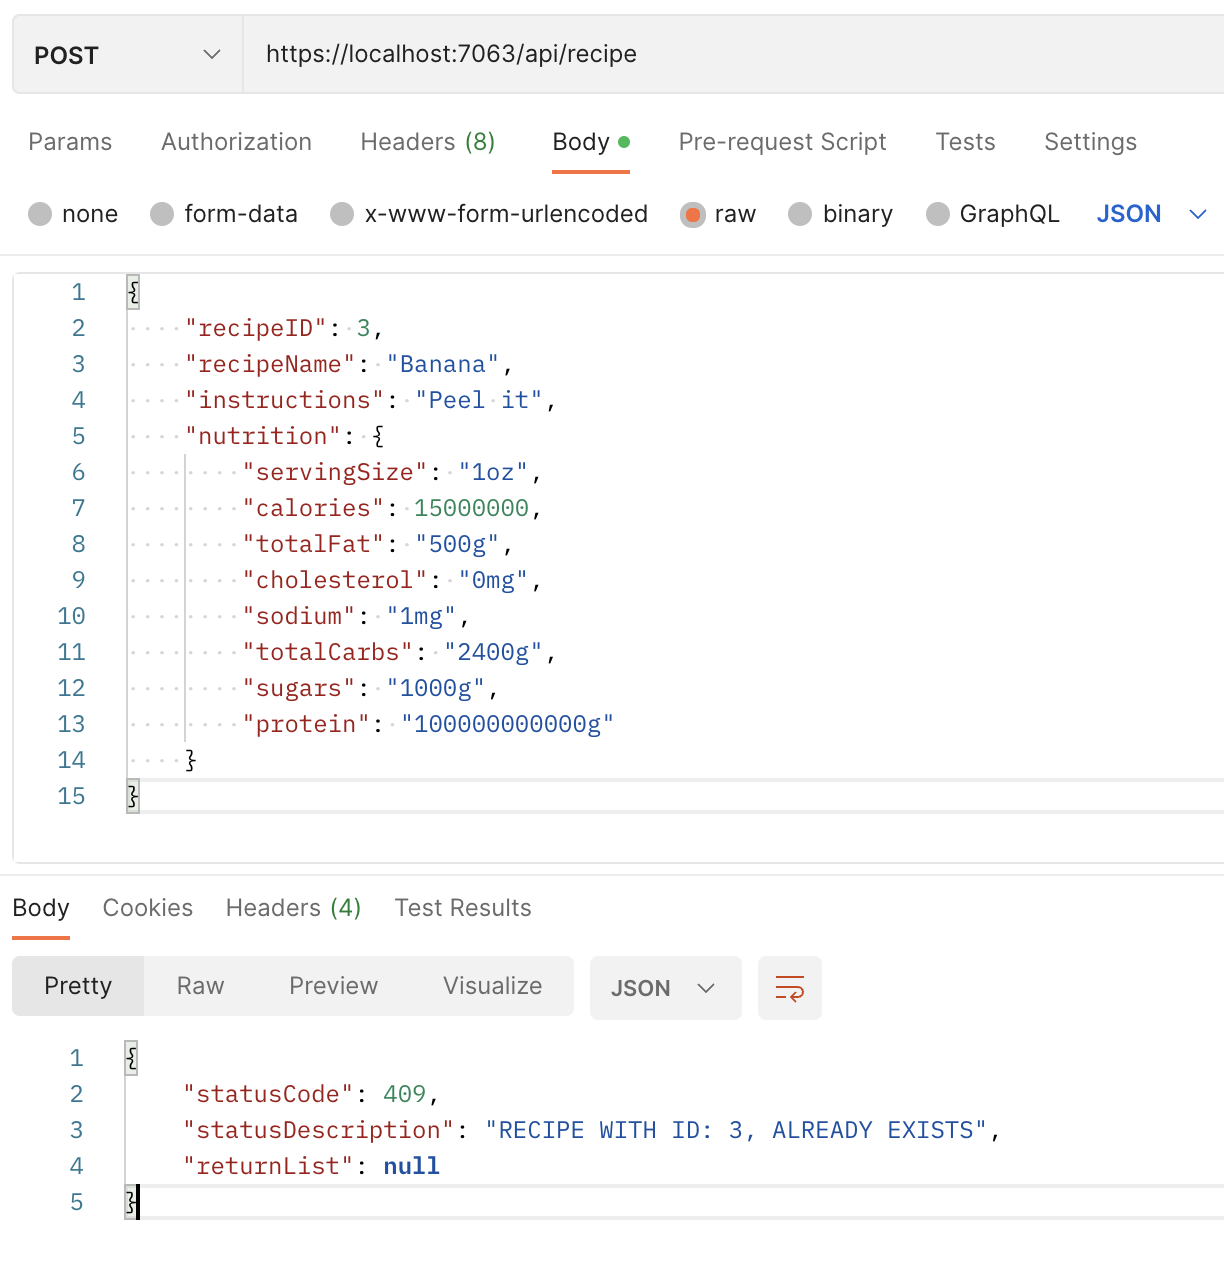 POST https://localhost:7063/api/recipe
Params Authorization Headers (8) Body Pre-request Script Tests Settings
none form-data x-www-form-urlencoded raw binary GraphQL JSON
1 {
2 "recipeID": 3,
3 "recipeName": "Banana",
4 "instructions": "Peel it",
5 "nutrition": {
6 "servingSize": "1oz",
7 "calories": 15000000,
8 "totalFat": "500g",
9 "cholesterol": "0mg",
10 "sodium": "1mg",
11 "totalCarbs": "2400g",
12 "sugars": "1000g",
13 "protein": "100000000000g"
14 }
15 }
Body Cookies Headers (4) Test Results
Pretty Raw Preview Visualize JSON
1 {
2 "statusCode": 409,
3 "statusDescription": "RECIPE WITH ID: 3, ALREADY EXISTS",
4 "returnList": null
5 }